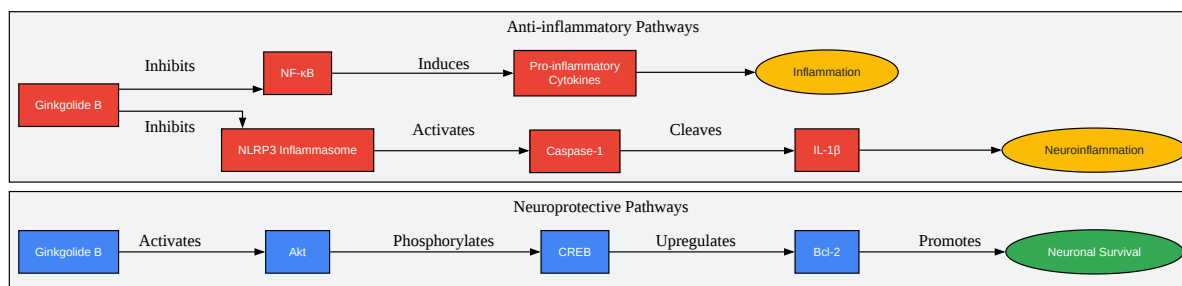 Anti-inflammatory Pathways
Ginkgolide B
Inhibits
NF-κB
Induces
Pro-inflammatory
Cytokines
Inflammation
Inhibits
NLRP3 Inflammasome
Activates
Caspase-1
Cleaves
IL-1β
Neuroinflammation
Neuroprotective Pathways
Ginkgolide B
Activates
Akt
Phosphorylates
CREB
Upregulates
Bcl-2
Promotes
Neuronal Survival